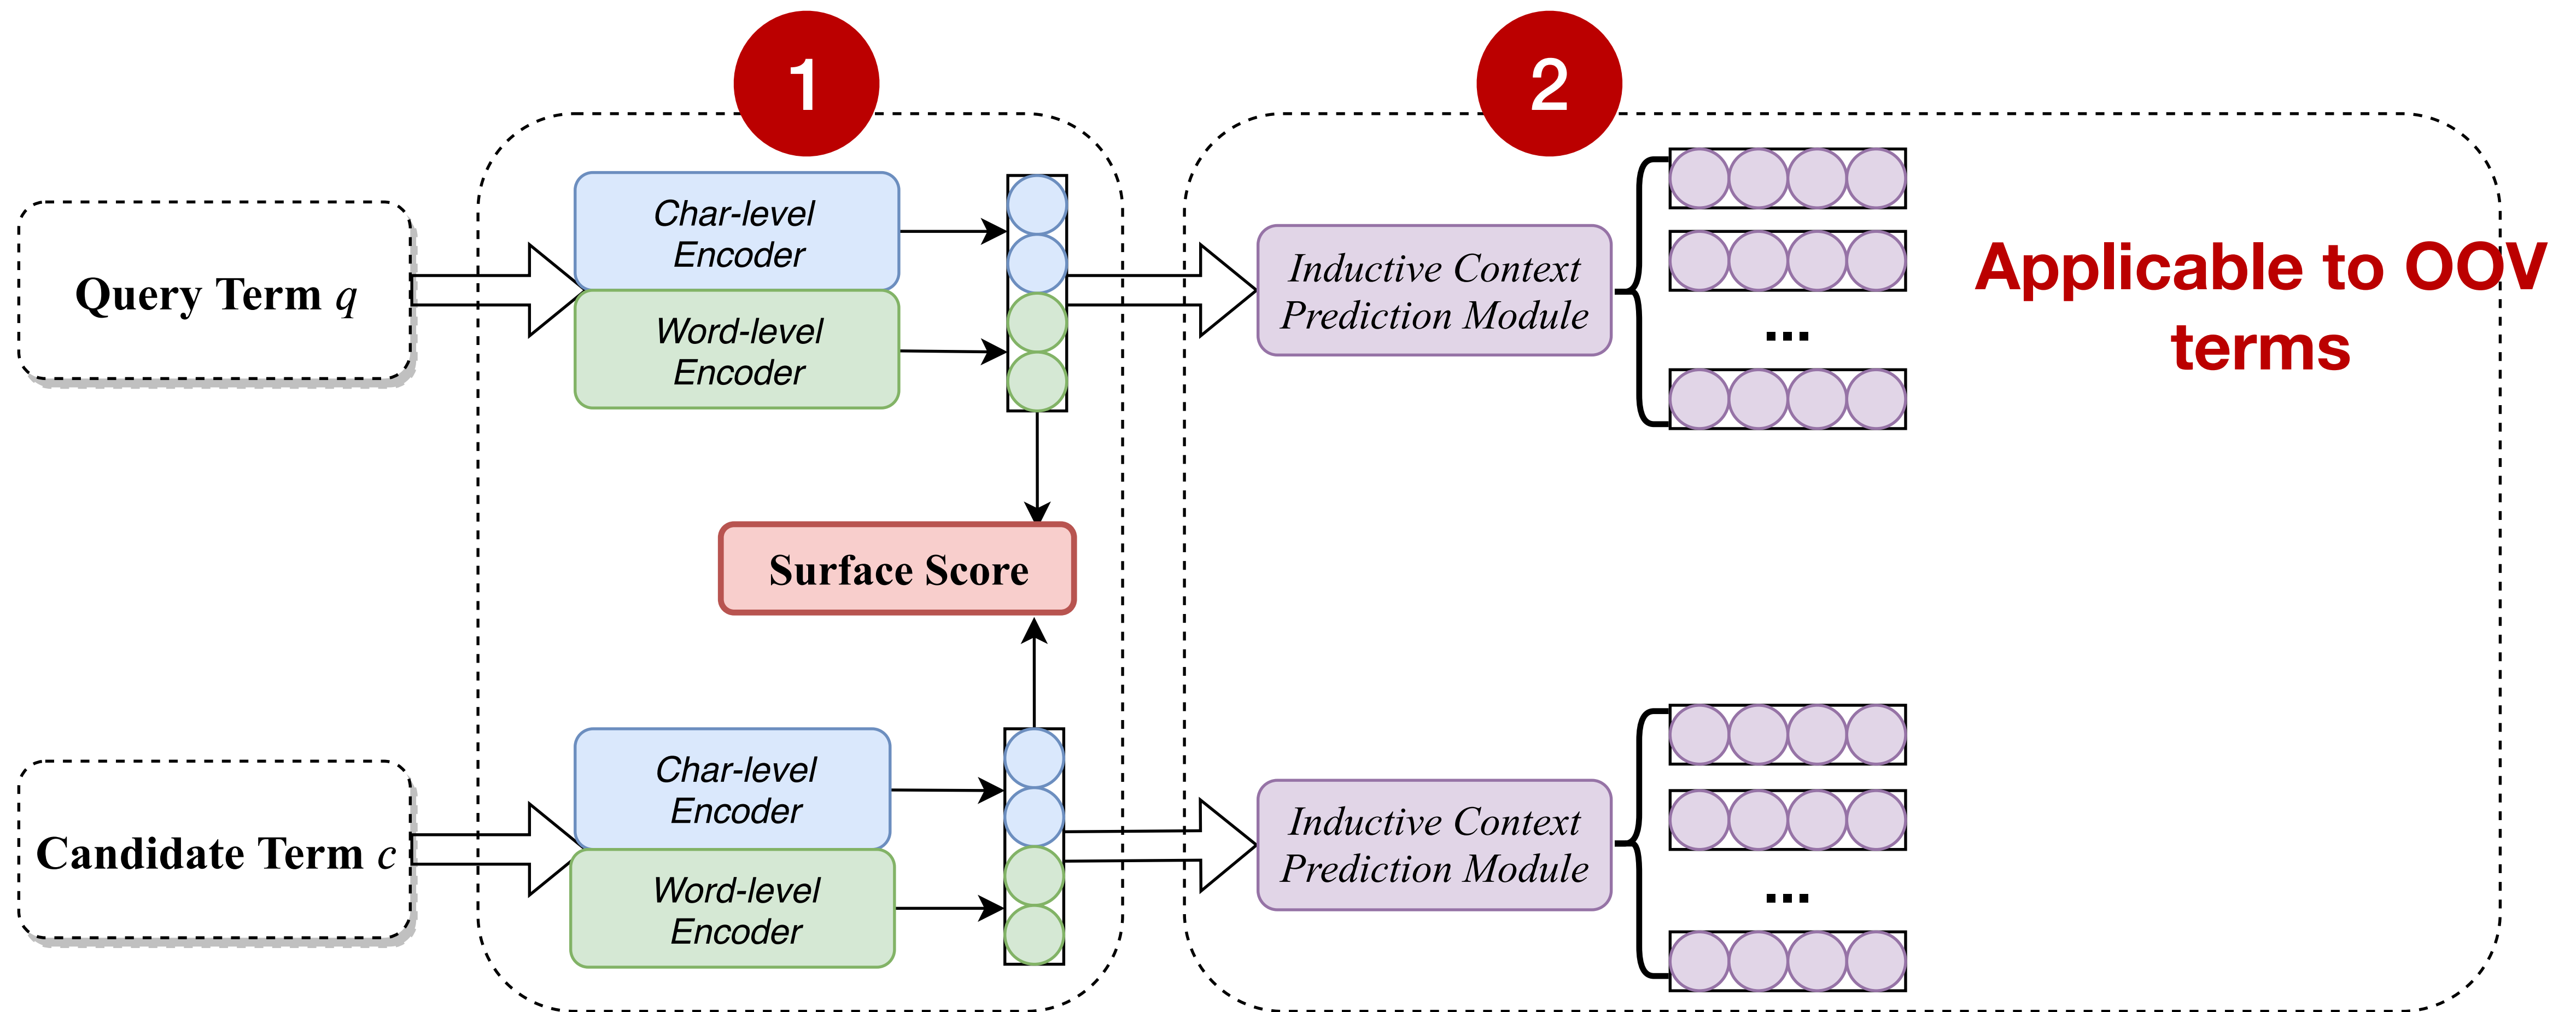 1
2
Char-level
Encoder
Query Term q
Word-level
Encoder
Inductive Context
Prediction Module
...
Applicable to OOV
terms
Surface Score
Char-level
Encoder
Candidate Term c
Word-level
Encoder
Inductive Context
Prediction Module
...